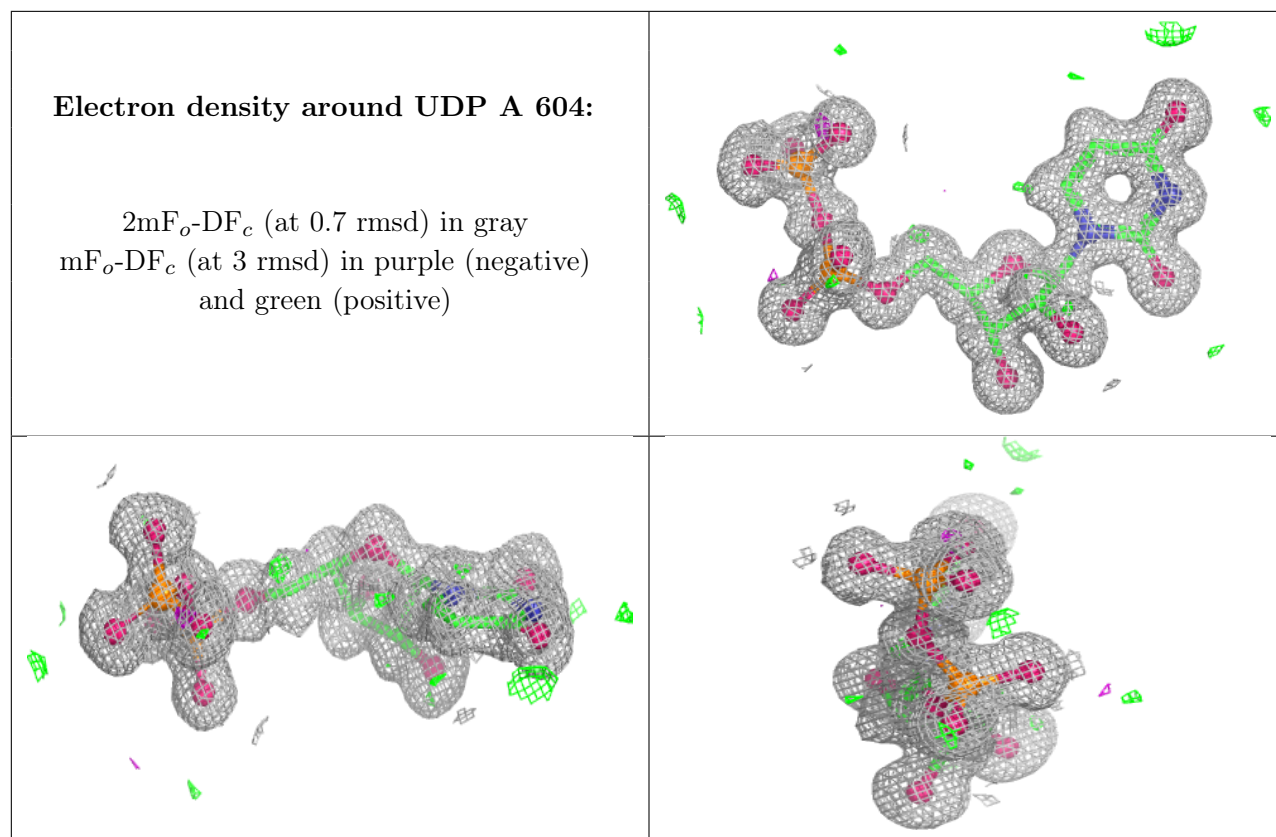 Electron density around UDP A 604:
2mFo-DFc (at 0.7 rmsd) in gray
mFo-DFc (at 3 rmsd) in purple (negative)
and green (positive)